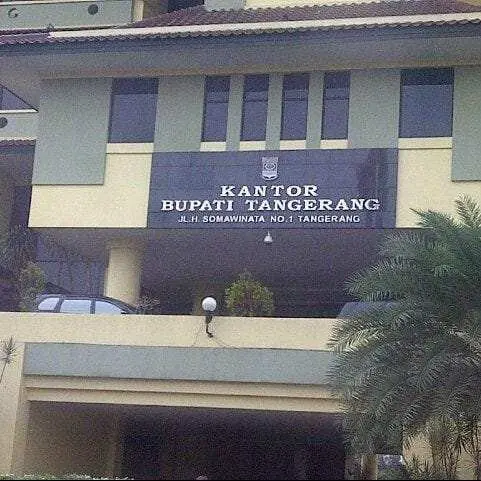 KANTOR
BUPATI TANGERANG
JL.H. SOMAWINATA NO.1 TANGERANG